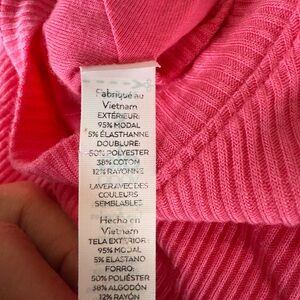 Fabriqué au
Vietnam
EXTÉRIEUR:
95% MODAL
5% ÉLASTHANNE
DOUBLURE:
50% POLYESTER
38% COTON
12% RAYONNE
LAVER AVEC DES
COULEURS
SEMBLABLES
Hecho en
Vietnam
TELA EXTERIOR:
95% MODAL
5% ELASTANO
FORRO:
50% POLIÉSTER
38% ALGODÓN
12% RAYÓN